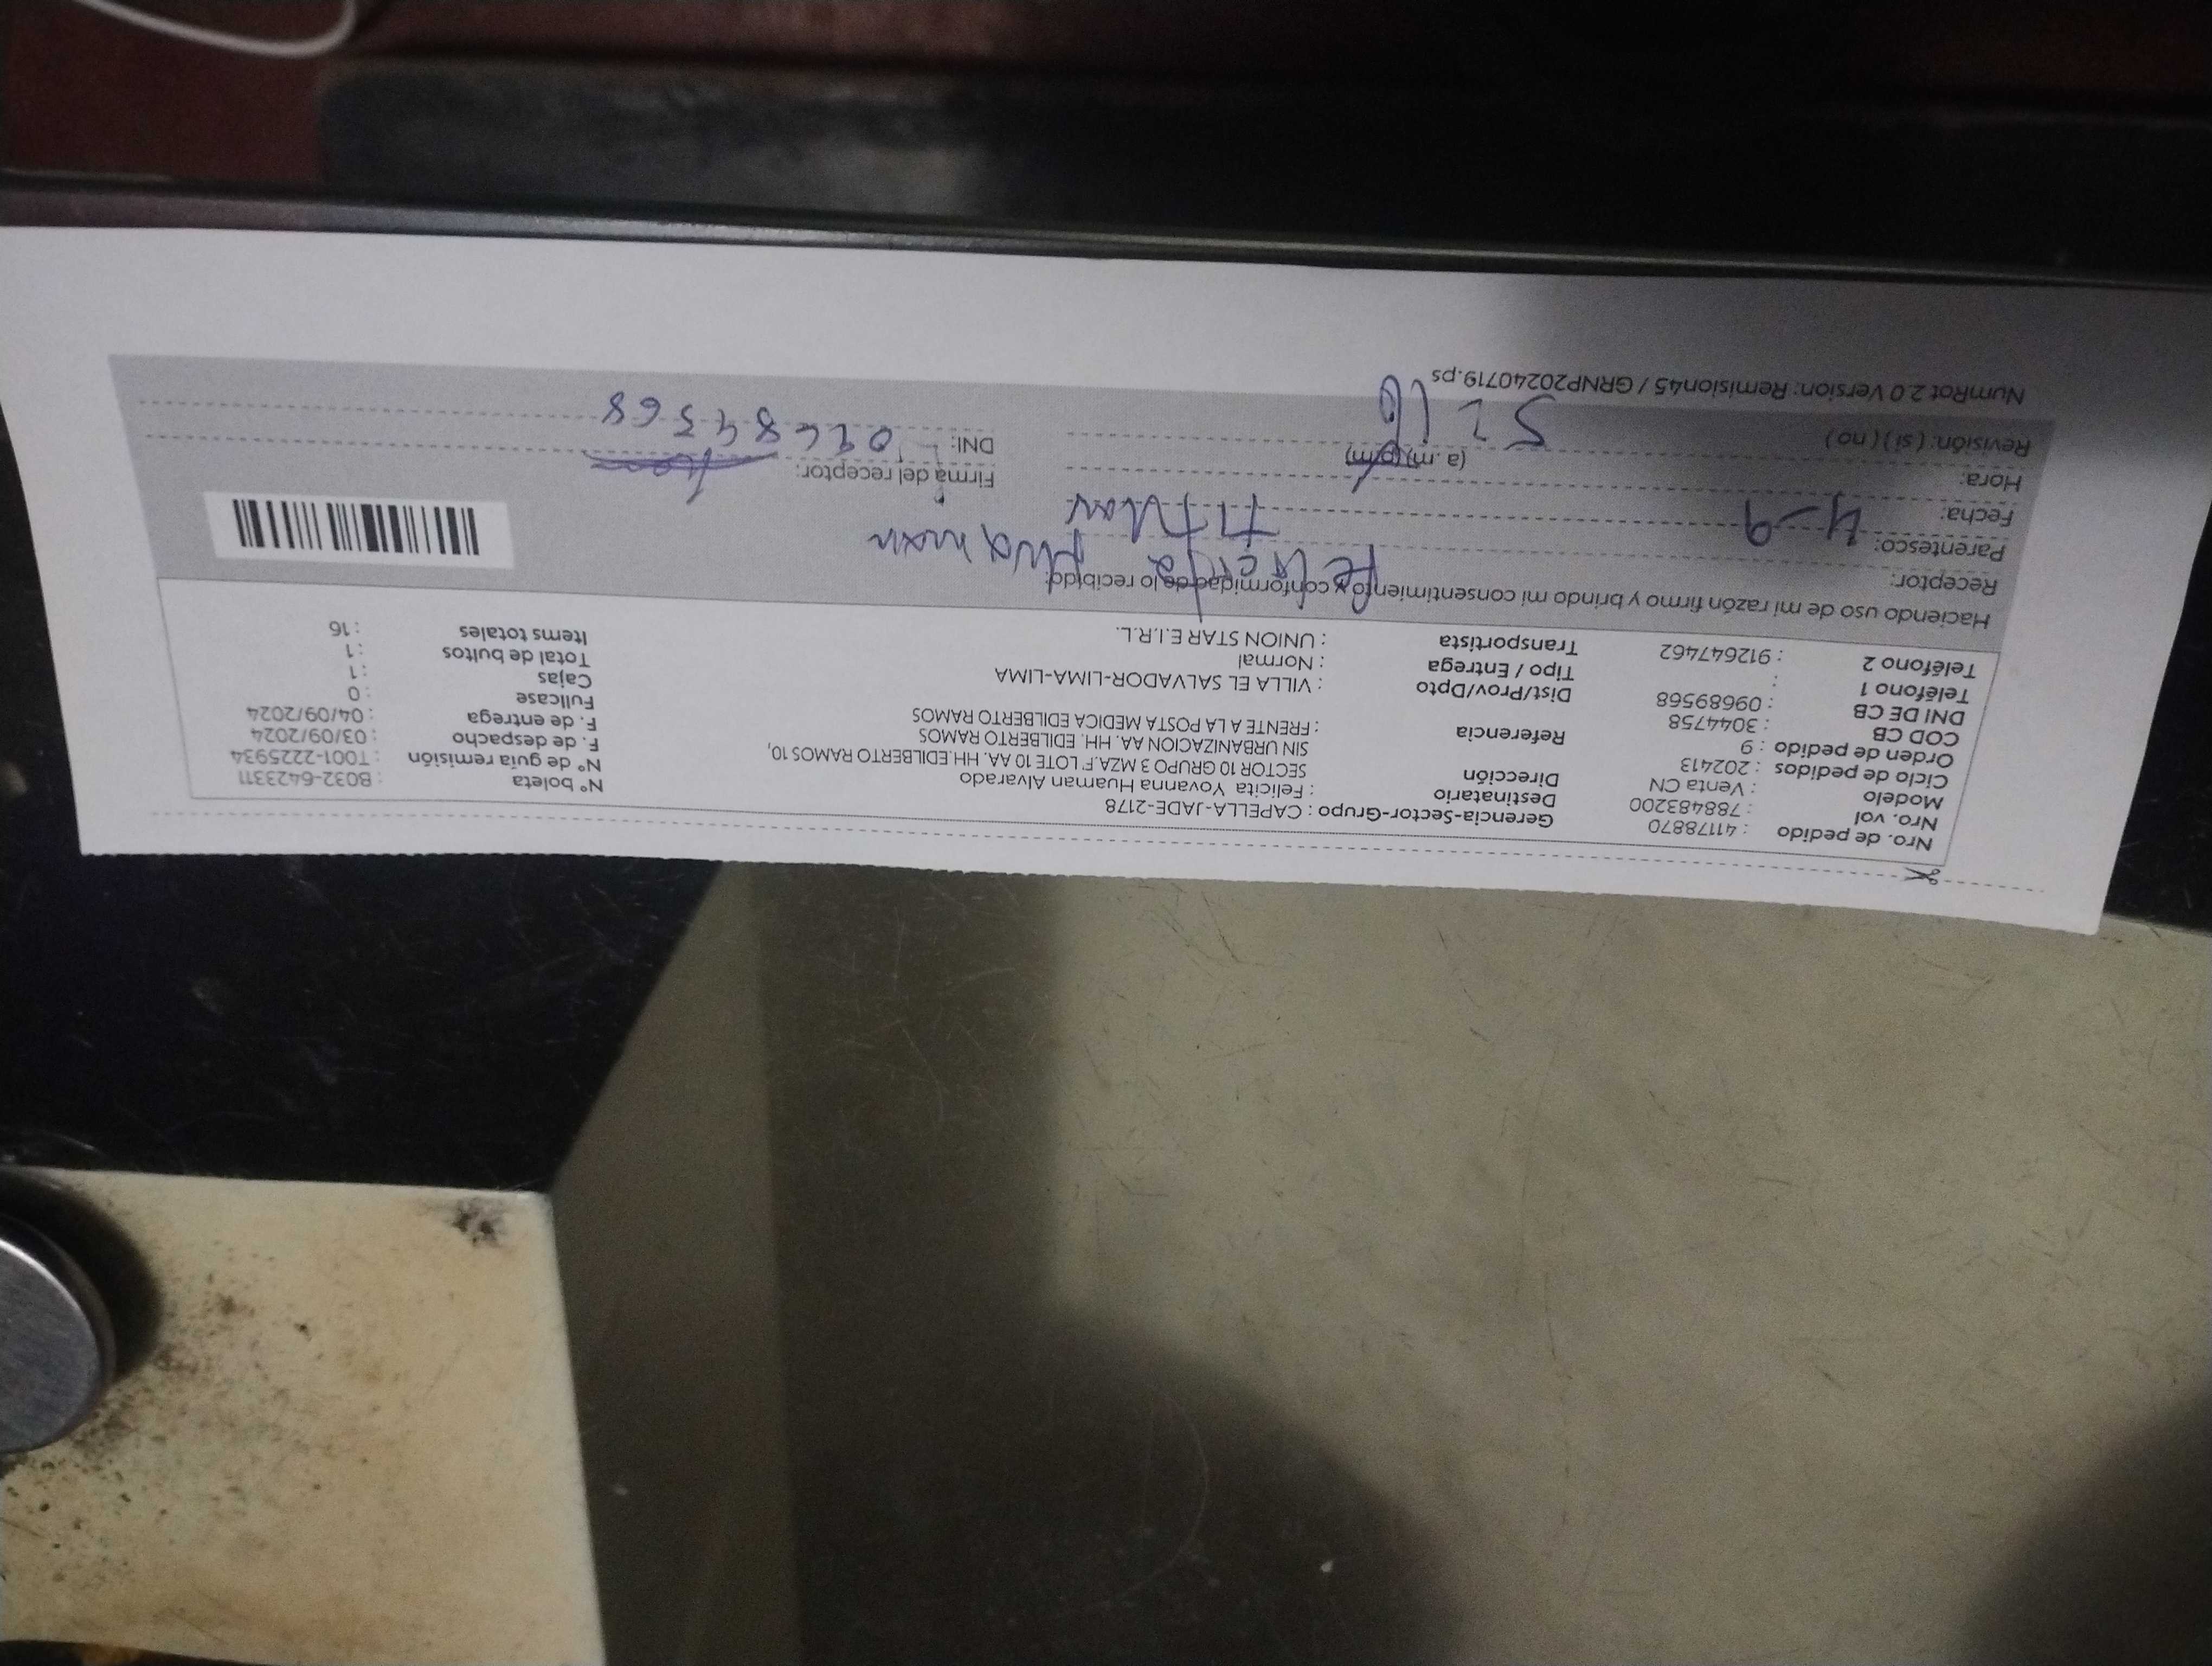 Nro. de pedido : 41178870
Nro. vol : 788483200
Modelo : Venta CN
Ciclo de pedidos : 202413
Orden de pedido : 9
COD CB : 3044758
DNI DE CB : 09689568
Teléfono 1 :
Teléfono 2 : 912647462
Gerencia-Sector-Grupo : CAPELLA-JADE-2178
Destinatario : Felicita Yovanna Huaman Alvarado
Dirección SECTOR 10 GRUPO 3 MZA.F LOTE 10 AA. HH.EDILBERTO RAMOS 10,
SIN URBANIZACION AA. HH. EDILBERTO RAMOS
Referencia : FRENTE A LA POSTA MEDICA EDILBERTO RAMOS
Dist/Prov/Dpto : VILLA EL SALVADOR-LIMA-LIMA
Tipo / Entrega : Normal
Transportista : UNION STAR E.I.R.L.
N° boleta : B032-6423311
N° de guía remisión : T001-2225934
F. de despacho : 03/09/2024
F. de entrega : 04/09/2024
Fullcase : 0
Cajas : 1
Total de bultos : 1
Items totales : 16
Haciendo uso de mi razón firmo y brindo mi consentimiento y conformidad de lo recibido:
Receptor: Felicita Huaman
Parentesco: Titular
Fecha: 4-9
Hora: (a.m) (p.m)
Revisión: ( si ) ( no )
Firma del receptor:
DNI:
NumRot 2.0 Version: Remision45 / GRNP20240719.ps